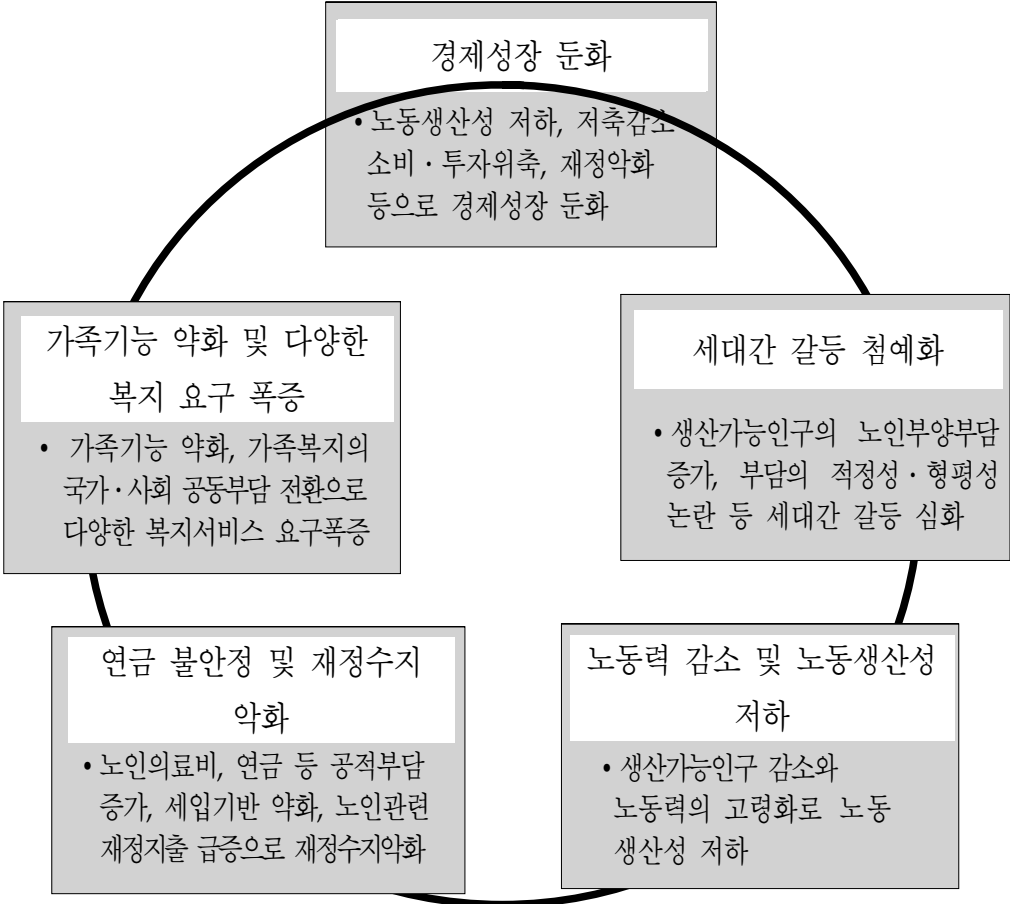 경제성장 둔화
• 노동생산성 저하, 저축감소
소비·투자위축, 재정악화
등으로 경제성장 둔화
가족기능 약화 및 다양한
복지 요구 폭증
• 가족기능 약화, 가족복지의
국가·사회 공동부담 전환으로
다양한 복지서비스 요구폭증
세대간 갈등 첨예화
• 생산가능인구의 노인부양부담
증가, 부담의 적정성·형평성
논란 등 세대간 갈등 심화
연금 불안정 및 재정수지
악화
• 노인의료비, 연금 등 공적부담
증가, 세입기반 약화, 노인관련
재정지출 급증으로 재정수지악화
노동력 감소 및 노동생산성
저하
• 생산가능인구 감소와
노동력의 고령화로 노동
생산성 저하